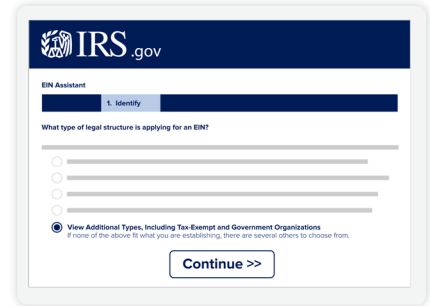 IRS.gov
EIN Assistant
1. Identify
What type of legal structure is applying for an EIN?
View Additional Types, Including Tax-Exempt and Government Organizations
If none of the above fit what you are establishing, there are several others to choose from.
Continue >>